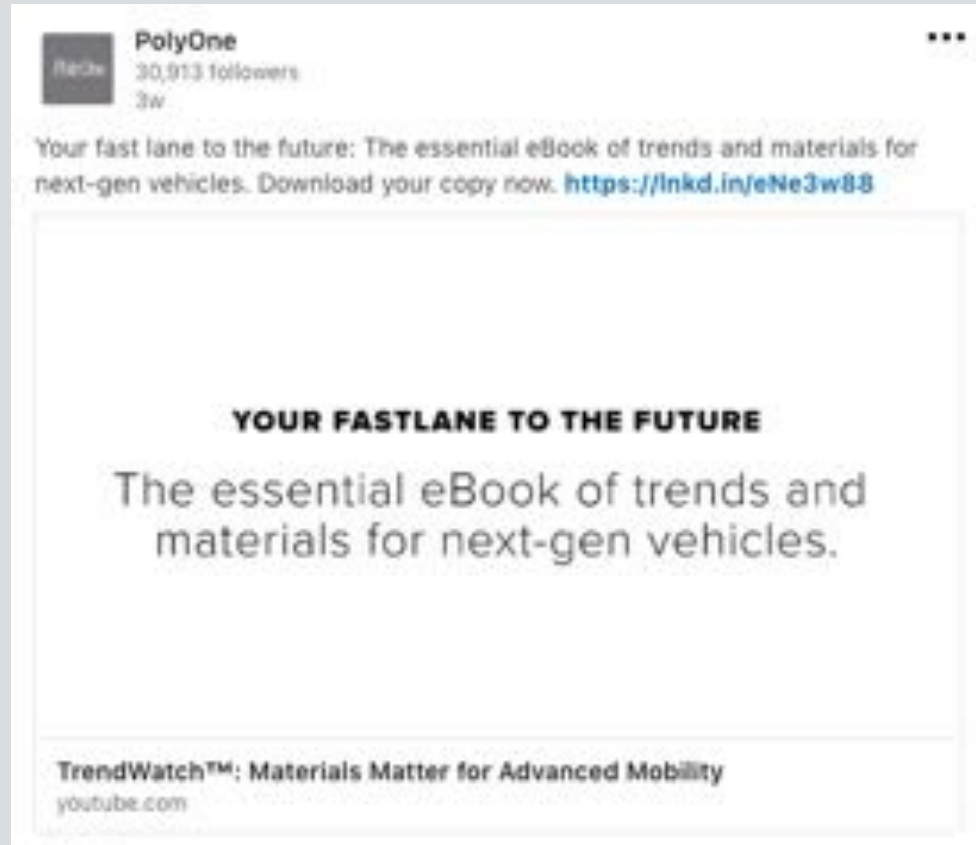 PolyOne
30,913 followers
3w
Your fast lane to the future: The essential eBook of trends and materials for
next-gen vehicles. Download your copy now. https://lnkd.in/eNe3w88
YOUR FASTLANE TO THE FUTURE
The essential eBook of trends and
materials for next-gen vehicles.
TrendWatch™: Materials Matter for Advanced Mobility
youtube.com